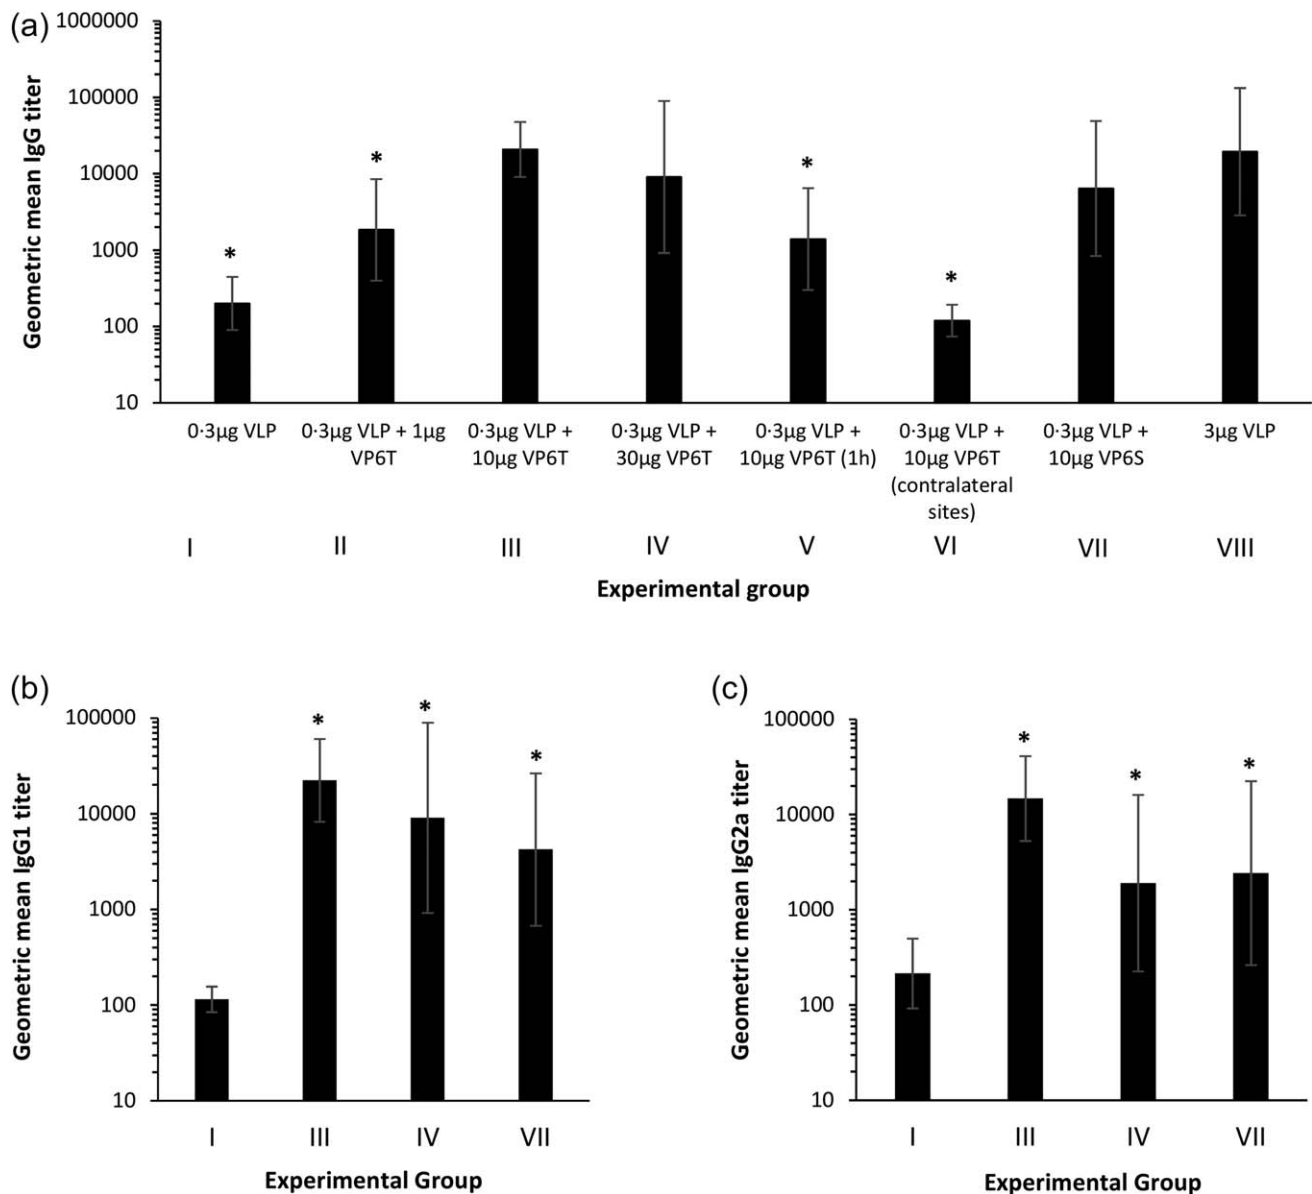 (a)
Geometric mean IgG titer
1000000
100000
10000
1000
100
10
*
*
*
*
0·3µg VLP
0·3µg VLP + 1µg
VP6T
0·3µg VLP +
10µg VP6T
0·3µg VLP +
30µg VP6T
0·3µg VLP +
10µg VP6T (1h)
0·3µg VLP +
10µg VP6T
(contralateral
sites)
0·3µg VLP +
10µg VP6S
3µg VLP
I II III IV V VI VII VIII
Experimental group
(b)
Geometric mean IgG1 titer
100000
10000
1000
100
10
*
*
*
I III IV VII
Experimental Group
(c)
Geometric mean IgG2a titer
100000
10000
1000
100
10
*
*
*
I III IV VII
Experimental Group